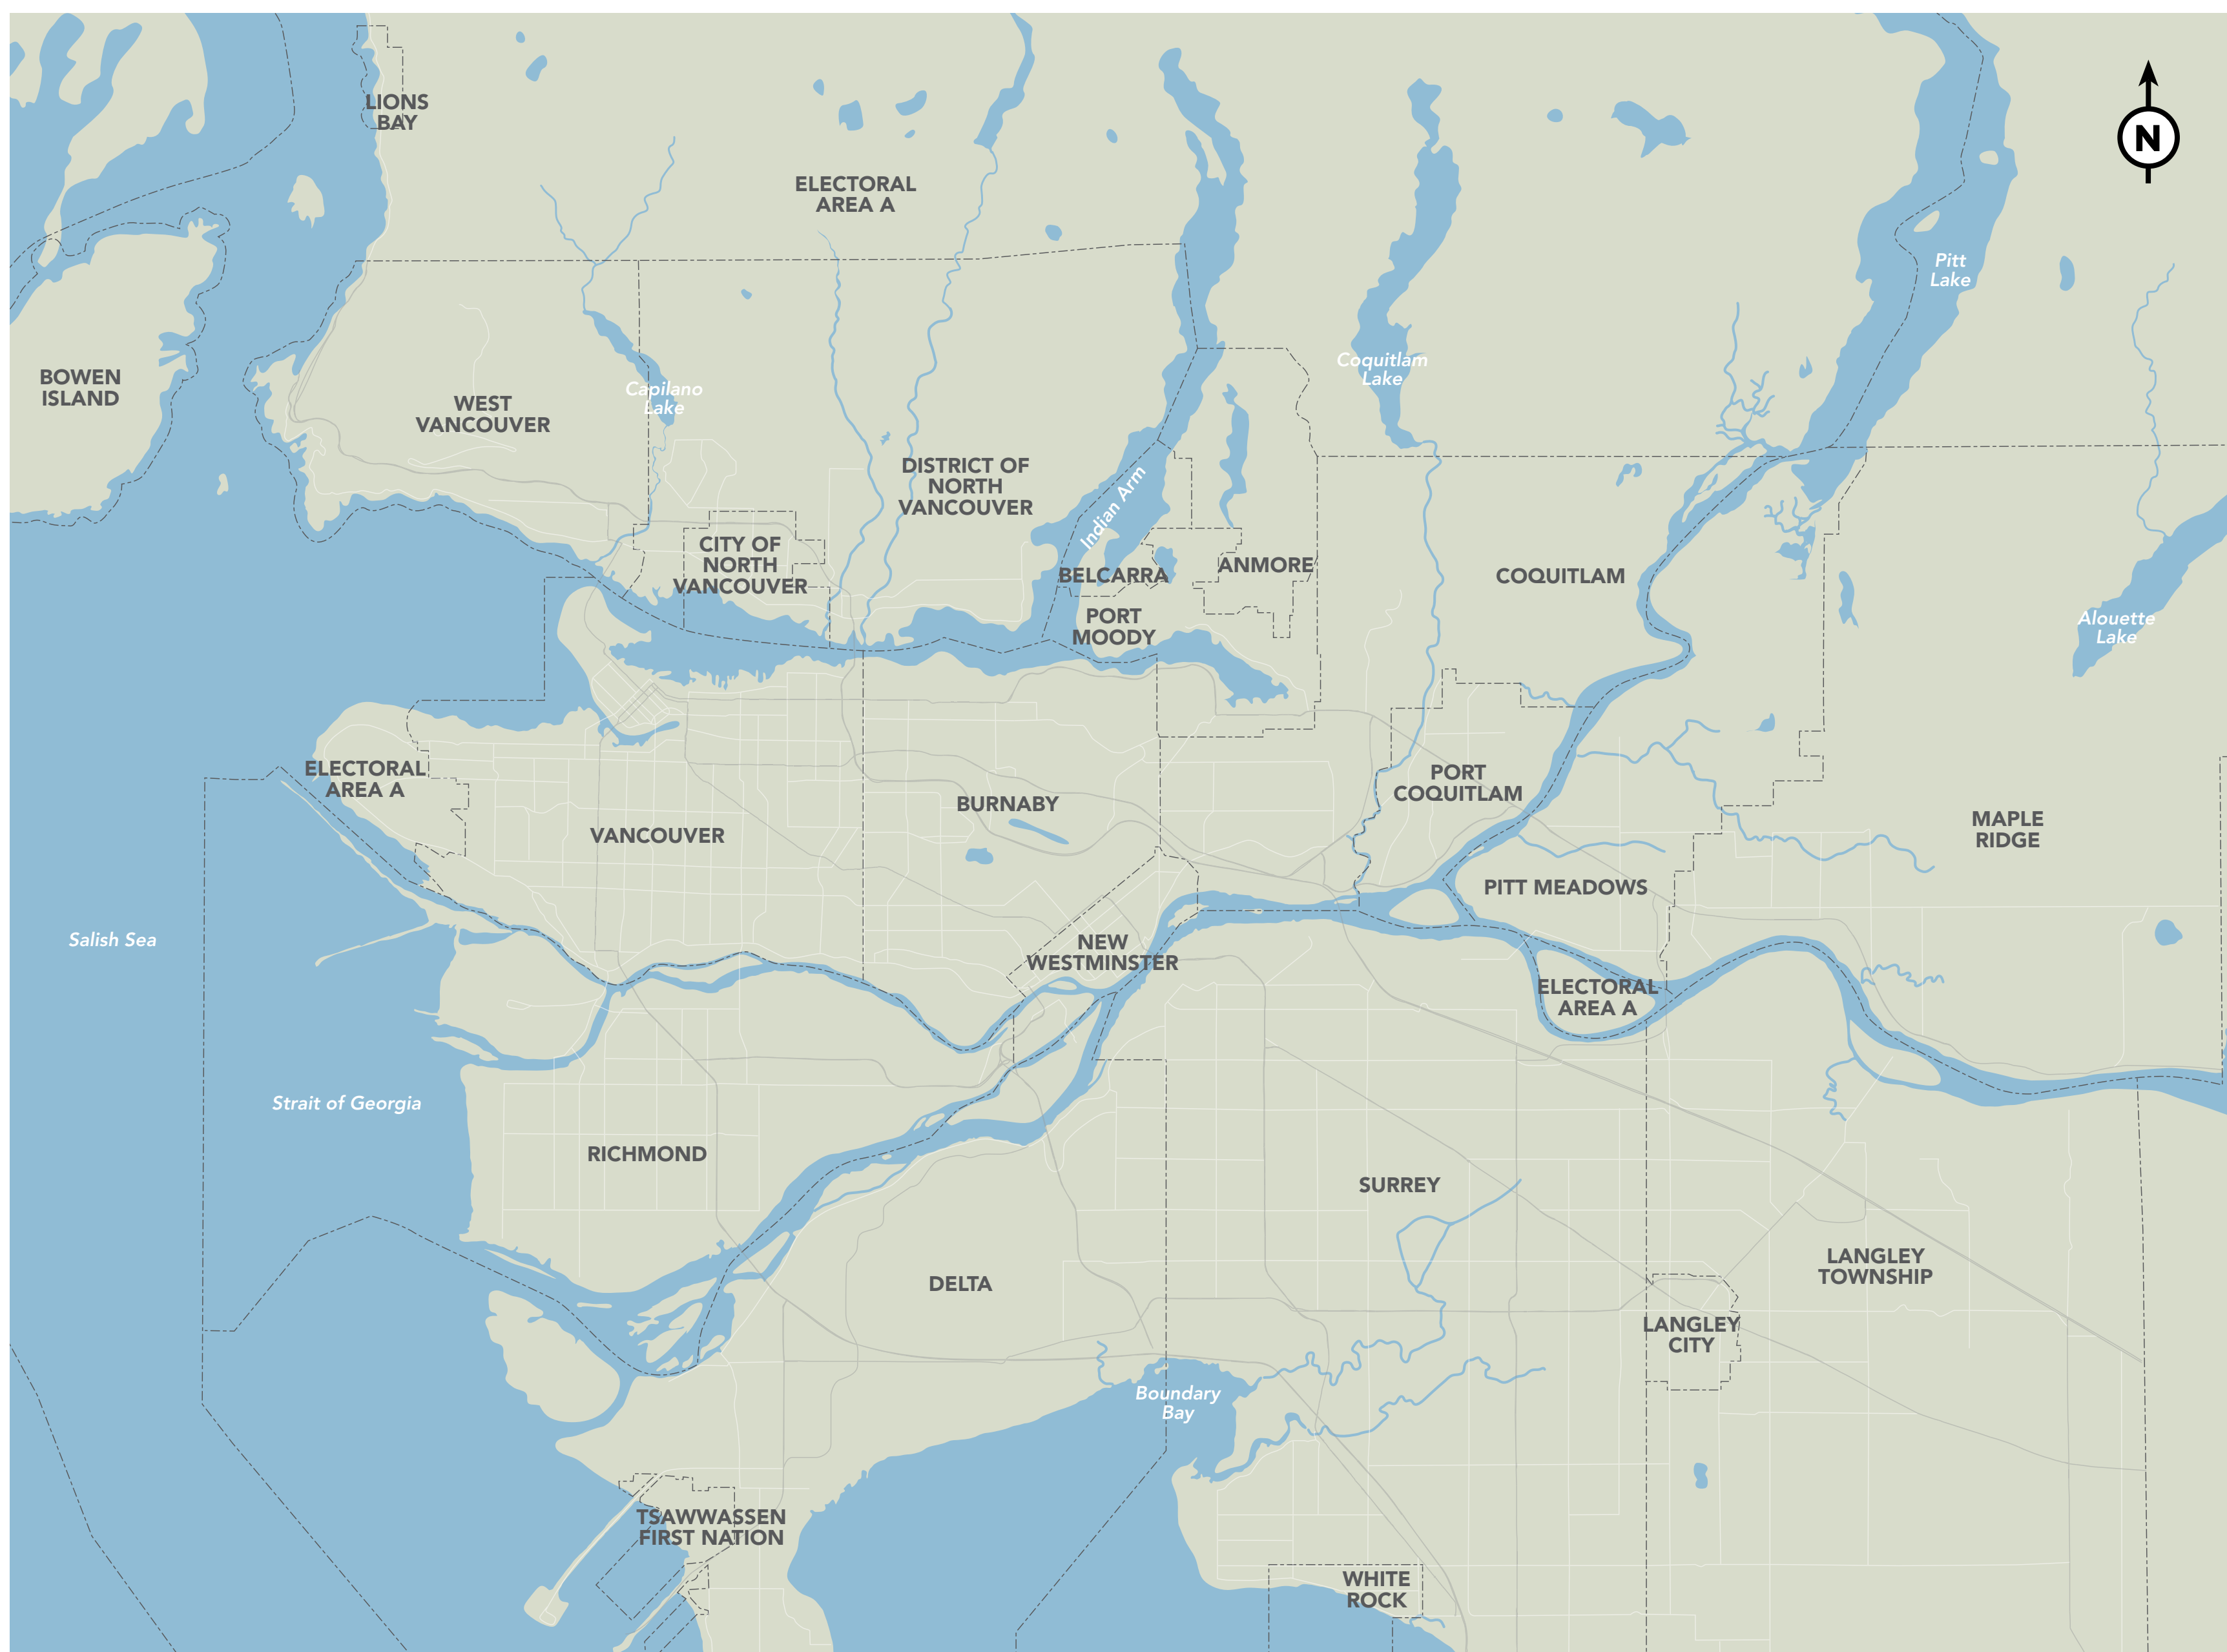 LIONS
BAY
N
ELECTORAL
AREA A
Pitt
Lake
BOWEN
ISLAND
WEST
VANCOUVER
Capilano
Lake
Coquitlam
Lake
DISTRICT OF
NORTH
VANCOUVER
Indian Arm
CITY OF
NORTH
VANCOUVER
BELCARRA
ANMORE
COQUITLAM
PORT
MOODY
Alouette
Lake
ELECTORAL
AREA A
VANCOUVER
BURNABY
PORT
COQUITLAM
MAPLE
RIDGE
PITT MEADOWS
Salish Sea
NEW
WESTMINSTER
ELECTORAL
AREA A
Strait of Georgia
RICHMOND
SURREY
DELTA
LANGLEY
TOWNSHIP
LANGLEY
CITY
Boundary
Bay
TSAWWASSEN
FIRST NATION
WHITE
ROCK